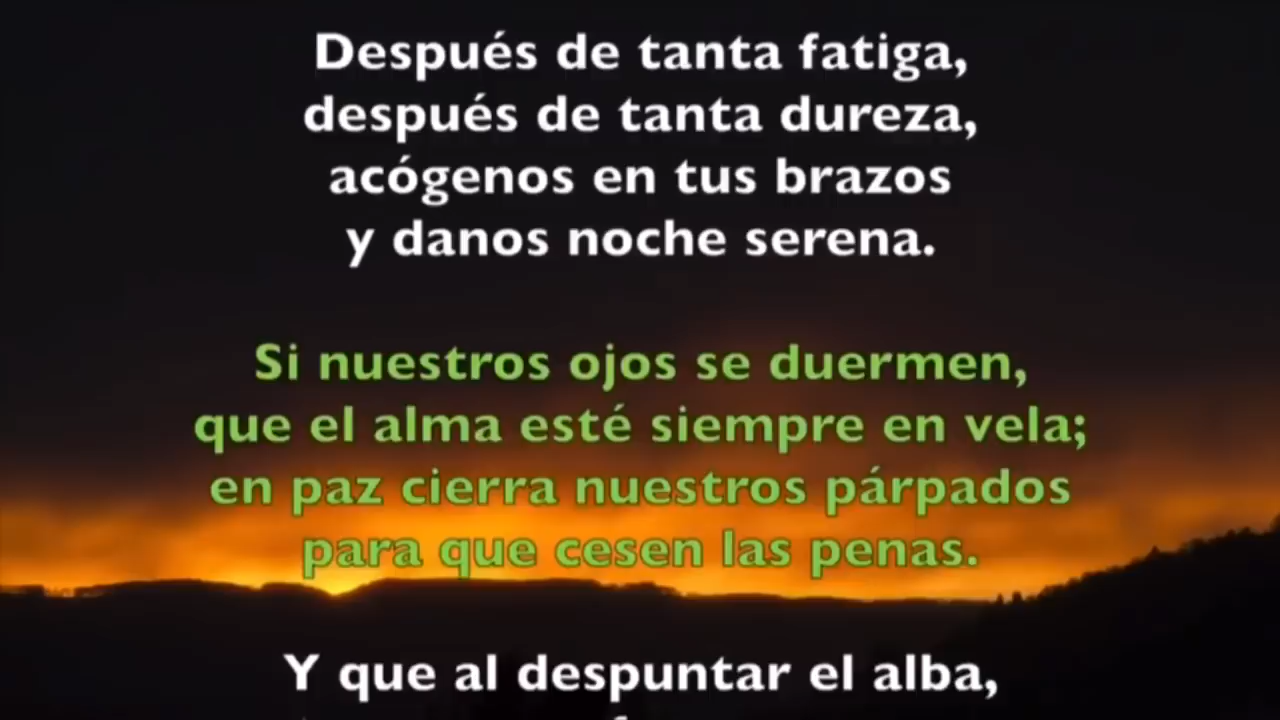 Después de tanta fatiga,
después de tanta dureza,
acógenos en tus brazos
y danos noche serena.
Si nuestros ojos se duermen,
que el alma esté siempre en vela;
en paz cierra nuestros párpados
para que cesen las penas.
Y que al despuntar el alba,